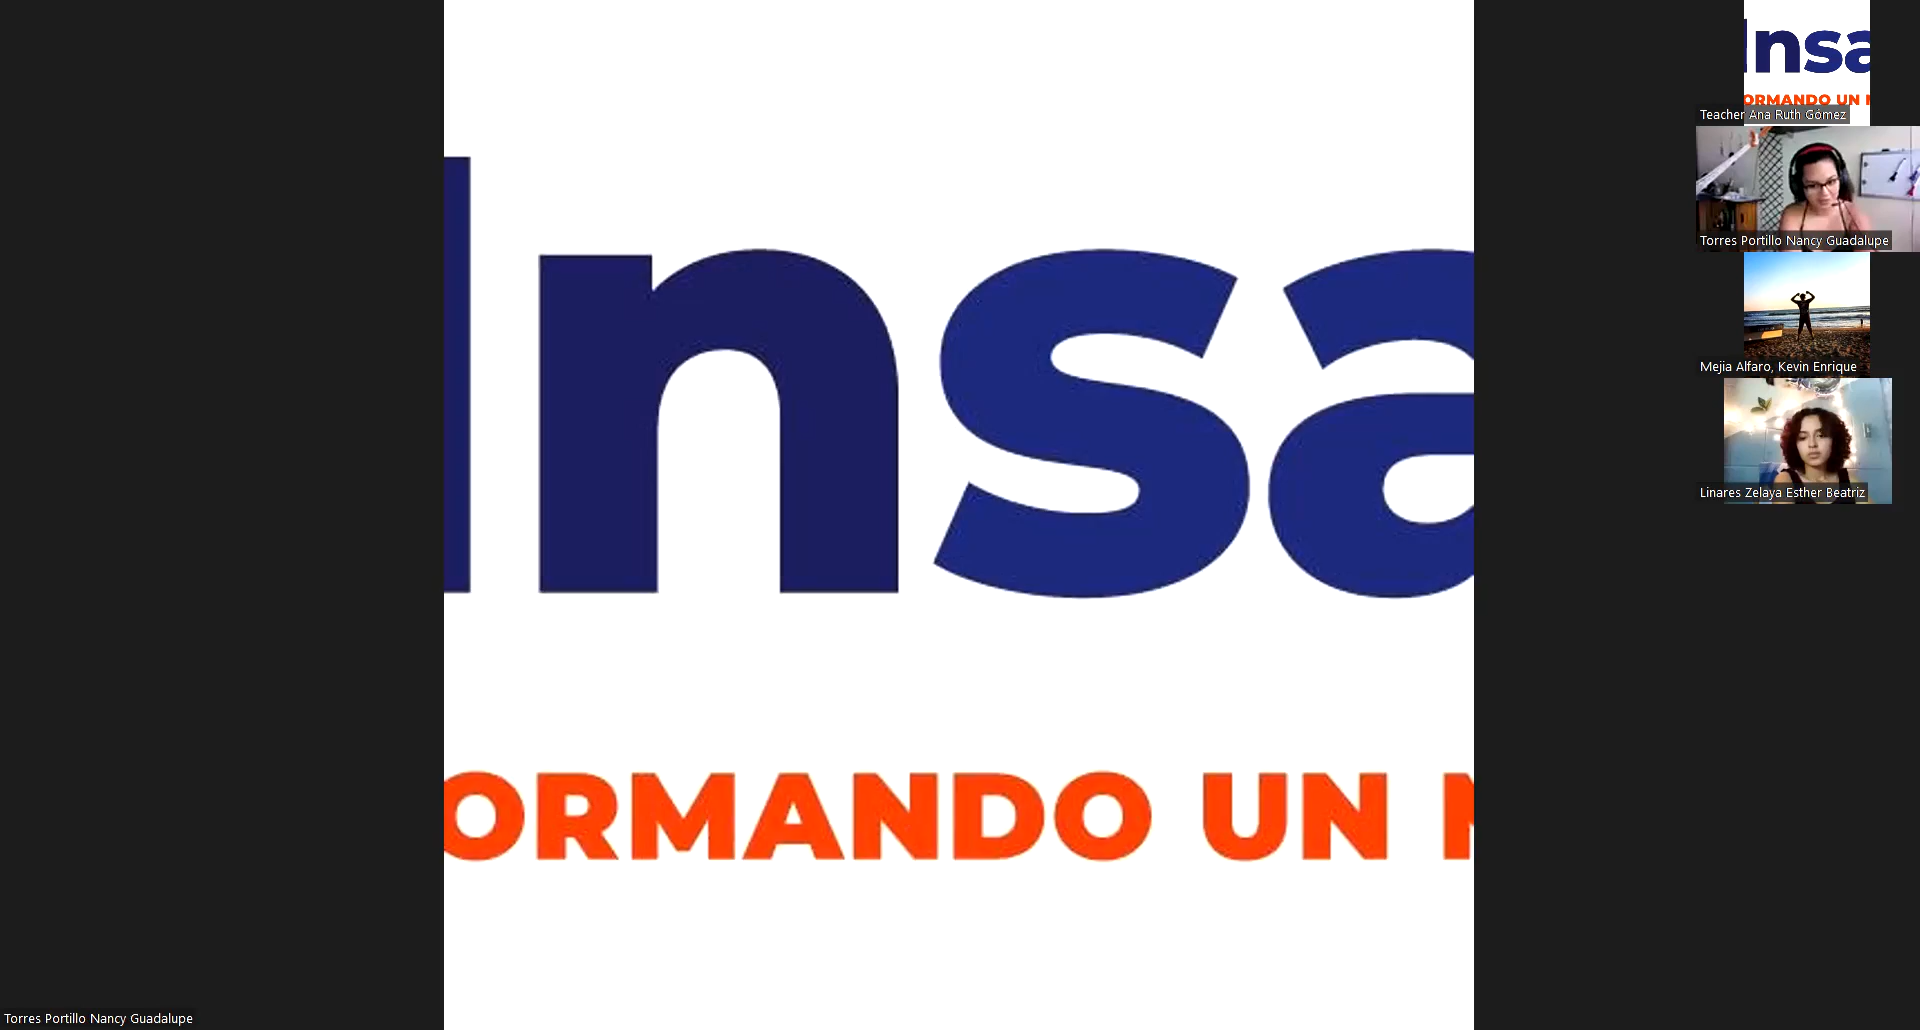 Insa
ORMANDO UN
Torres Portillo Nancy Guadalupe
Insa
ORMANDO UN
Teacher Ana Ruth Gómez
Torres Portillo Nancy Guadalupe
Mejia Alfaro, Kevin Enrique
Linares Zelaya Esther Beatriz